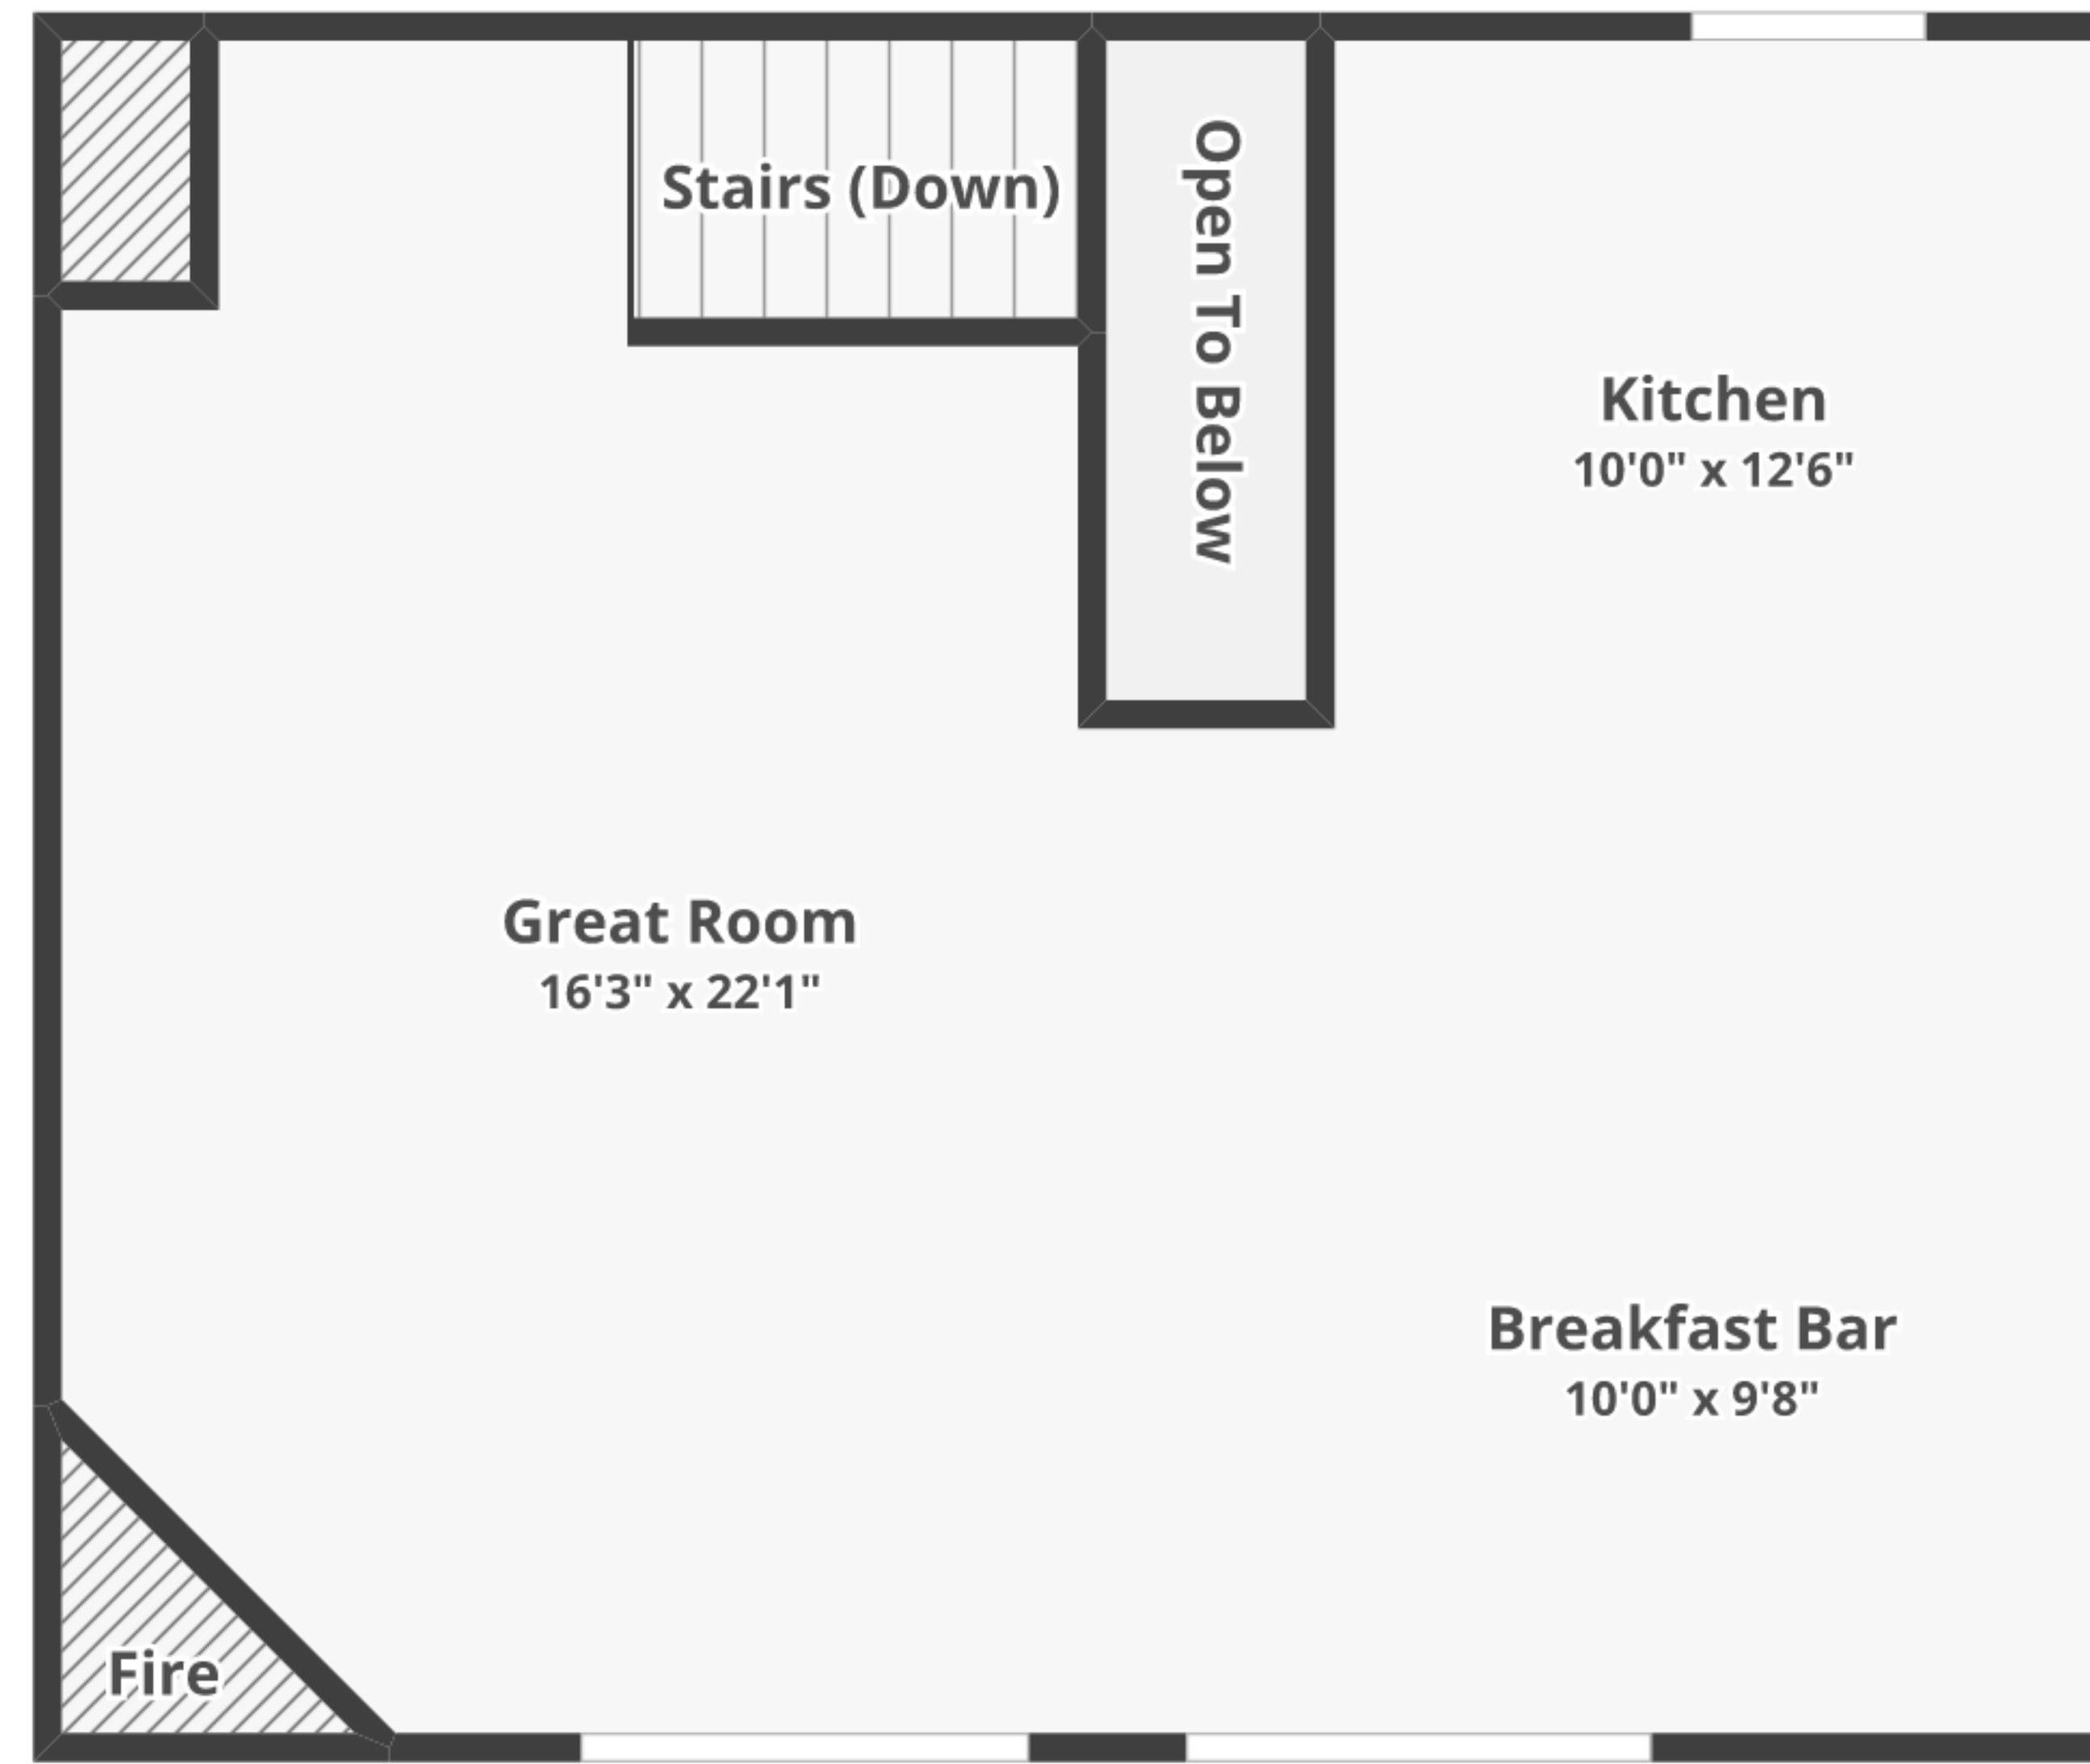 Stairs (Down)
Open To Below
Kitchen
10'0" x 12'6"
Great Room
16'3" x 22'1"
Breakfast Bar
10'0" x 9'8"
Fire